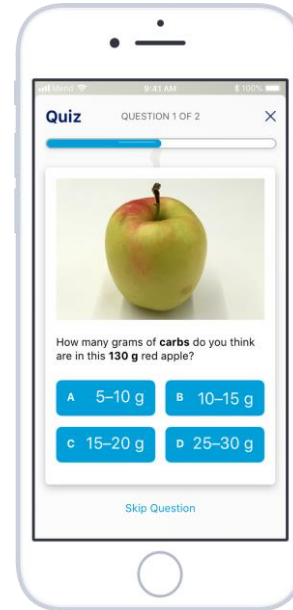 Mend 9:41 AM 100%
Quiz QUESTION 1 OF 2
How many grams of carbs do you think
are in this 130 g red apple?
A 5–10 g B 10–15 g
C 15–20 g D 25–30 g
Skip Question